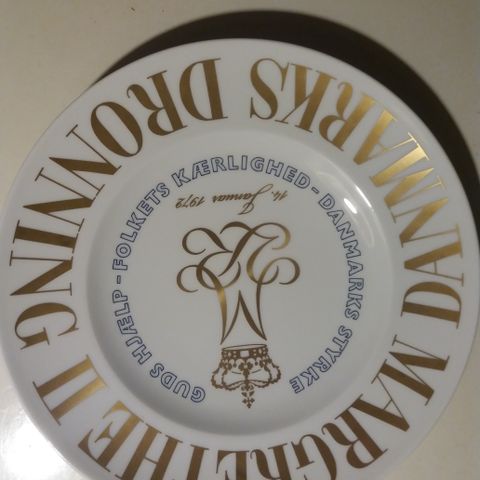 MARGRETHE II
DANMARKS DRONNING
GUDS HJÆLP - FOLKETS KÆRLIGHED - DANMARKS STYRKE
14. Januar 1972